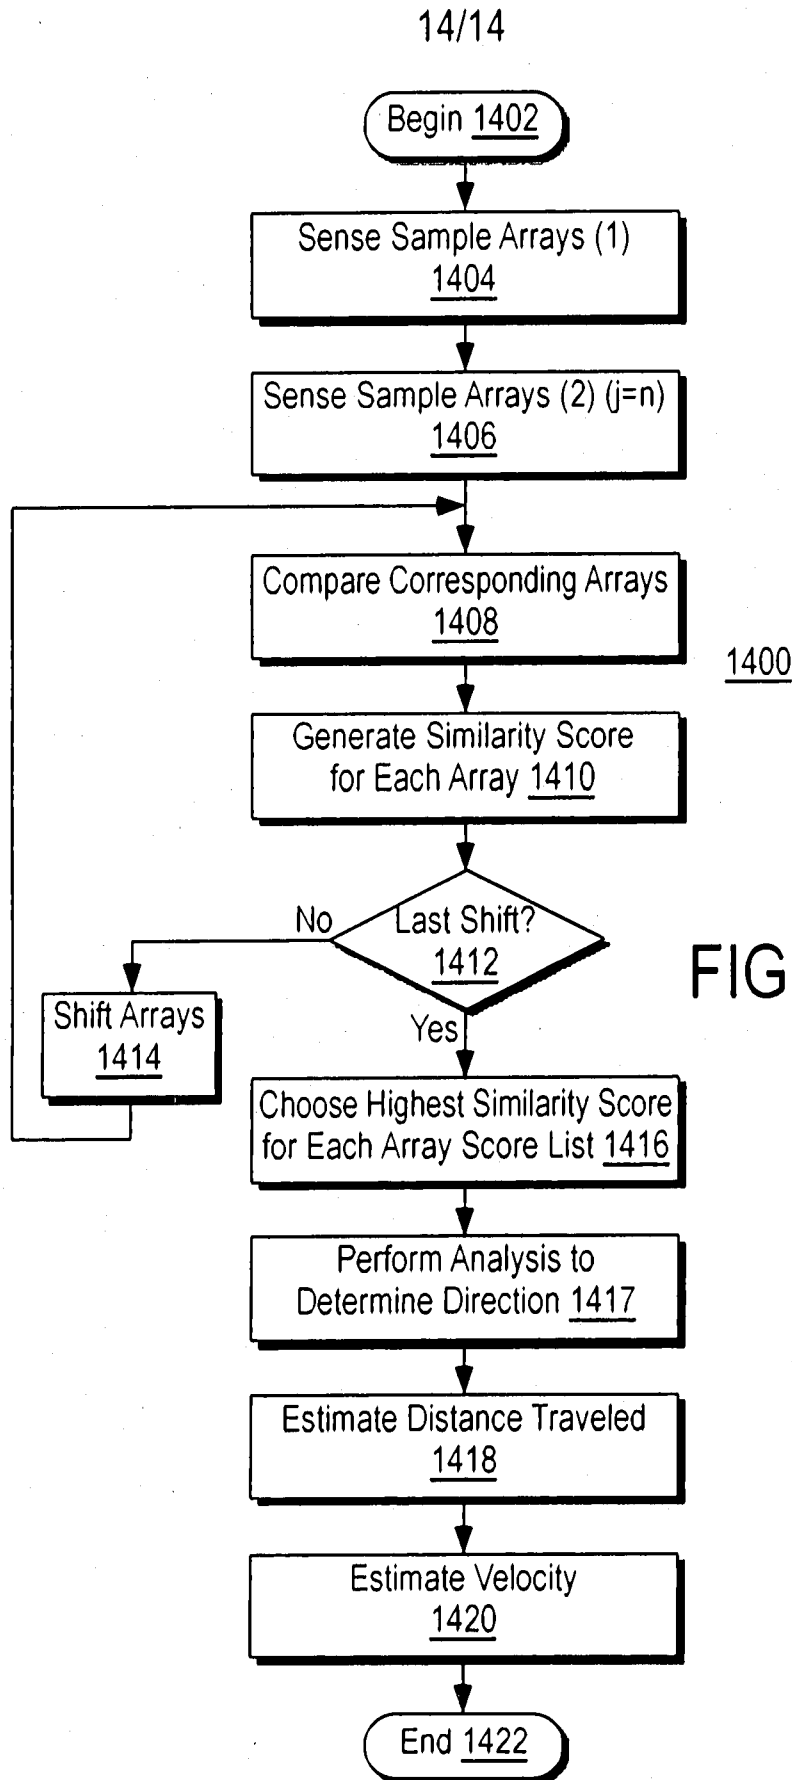 14/14
Begin 1402
Sense Sample Arrays (1)
1404
Sense Sample Arrays (2) (j=n)
1406
Compare Corresponding Arrays
1408
1400
Generate Similarity Score
for Each Array 1410
No
Last Shift?
1412
FIG
Yes
Shift Arrays
1414
Choose Highest Similarity Score
for Each Array Score List 1416
Perform Analysis to
Determine Direction 1417
Estimate Distance Traveled
1418
Estimate Velocity
1420
End 1422